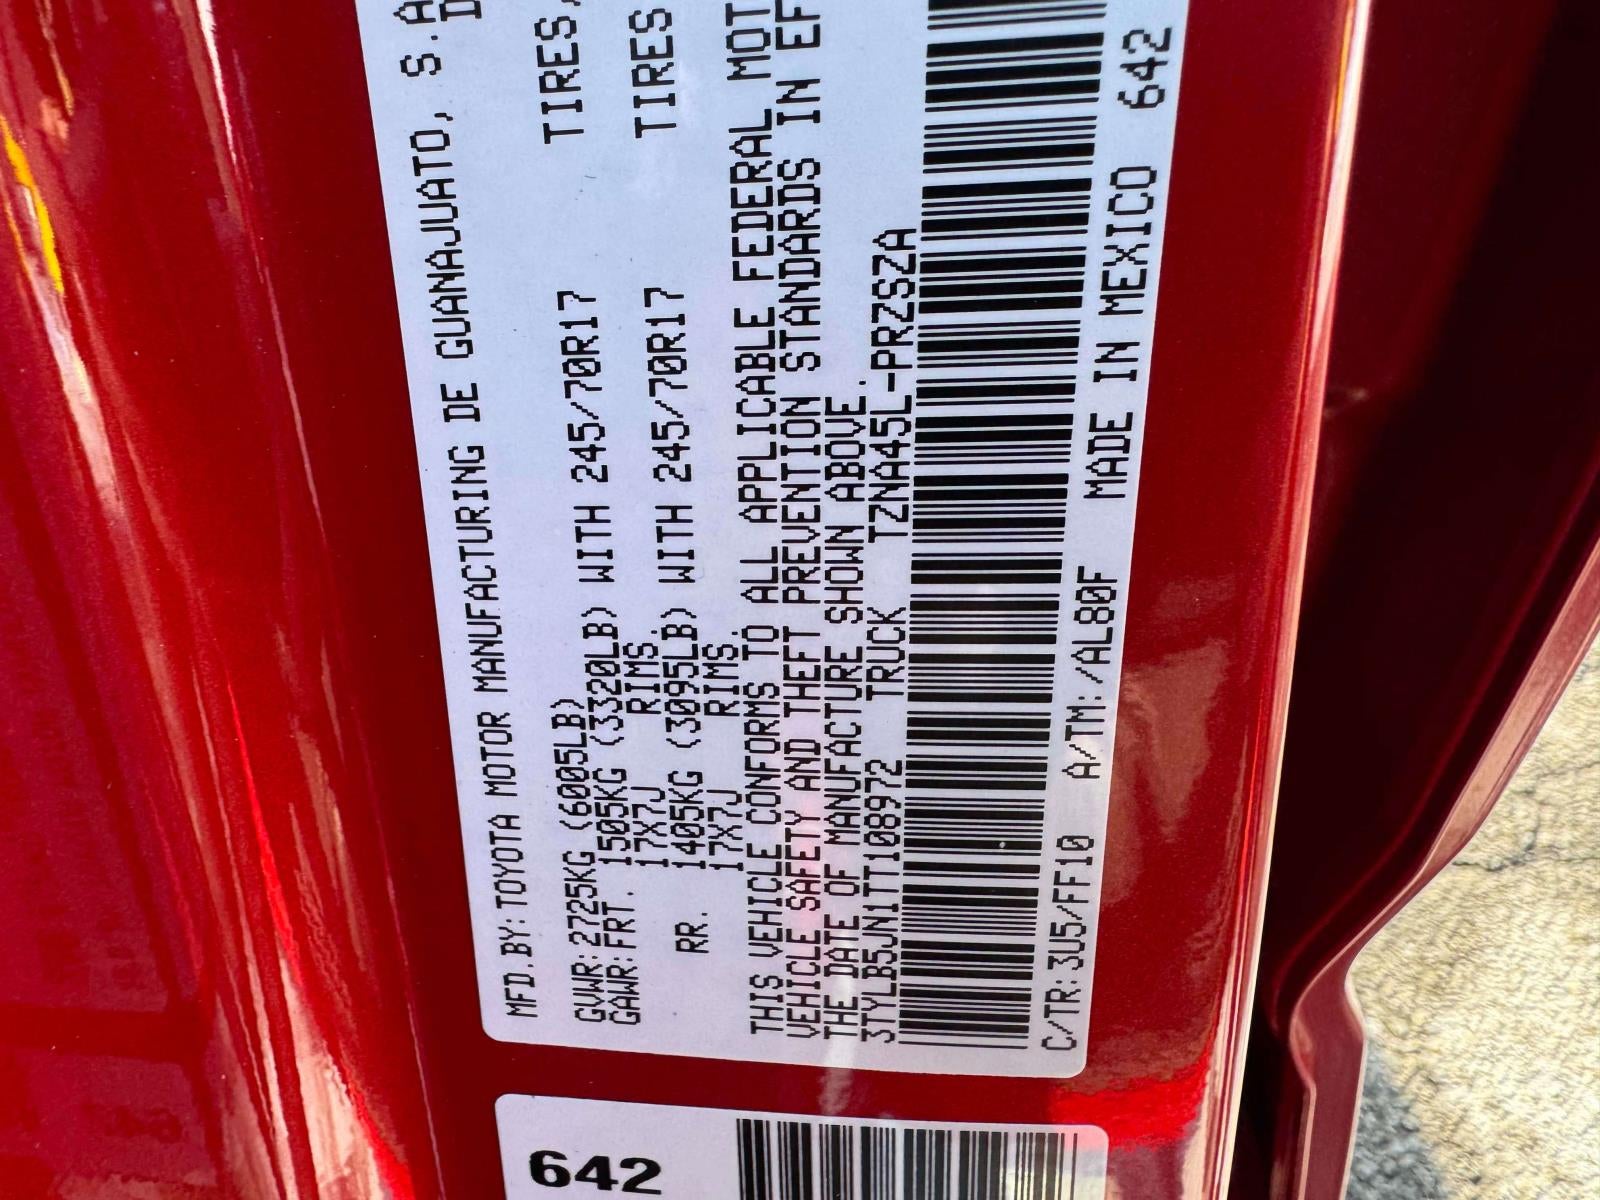 MFD.BY:TOYOTA MOTOR MANUFACTURING DE GUANAJUATO, S.A
GVWR:2725KG (6005LB)
GAWR:FRT. 1505KG (3320LB) WITH 245/70R17 TIRES,
17X7J RIMS.
RR. 1405KG (3095LB) WITH 245/70R17 TIRES
17X7J RIMS.
THIS VEHICLE CONFORMS TO ALL APPLICABLE FEDERAL MOT
VEHICLE SAFETY AND THEFT PREVENTION STANDARDS IN EF
THE DATE OF MANUFACTURE SHOWN ABOVE.
3TYLB5JN1TT108972 TRUCK TZNA45L-PRZSZA
C/TR:3U5/FF10 A/TM:/AL80F MADE IN MEXICO 642
642